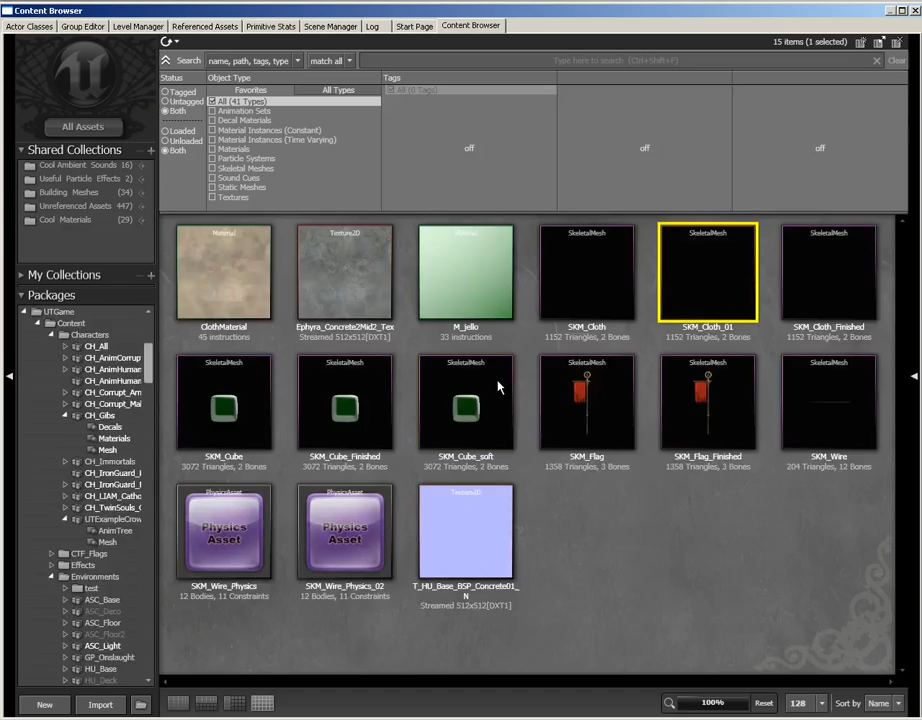 Content Browser
Actor Classes Group Editor Level Manager Referenced Assets Primitive Stats Scene Manager Log Start Page Content Browser
15 items (1 selected)
Search name, path, tags, type match all Type here to search (Ctrl+Shift+F) Clear
Status Object Type Tags
Tagged Favorites All Types All (0 Tags)
Untagged All (41 Types)
Both Animation Sets
Decal Materials
Loaded Material Instances (Constant)
Unloaded Material Instances (Time Varying)
Both Materials off off off
Particle Systems
Skeletal Meshes
Sound Cues
Static Meshes
Textures
All Assets
Shared Collections
Cool Ambient Sounds 16)
Useful Particle Effects 2)
Building Meshes (34)
Unreferenced Assets (447)
Cool Materials (29)
My Collections
Packages
UTGame
Content
Characters
CH_All
CH_AnimCorrup
CH_AnimHuman
CH_AnimHuman
CH_Corrupt_Arn
CH_Corrupt_Mal
CH_Gibs
Decals
Materials
Mesh
CH_Immortals
CH_IronGuard_H
CH_IronGuard_M
CH_LIAM_Catho
CH_TwinSouls_C
UTExampleCrow
AnimTree
Mesh
CTF_Flags
Effects
Environments
test
ASC_Base
ASC_Deco
ASC_Floor
ASC_Floor2
ASC_Light
GP_Onslaught
HU_Base
HU_Deck
New Import
Material Texture2D Material SkeletalMesh SkeletalMesh SkeletalMesh
ClothMaterial Ephyra_Concrete2Mid2_Tex M_jello SKM_Cloth SKM_Cloth_01 SKM_Cloth_Finished
45 instructions Streamed 512x512[DXT1] 33 instructions 1152 Triangles, 2 Bones 1152 Triangles, 2 Bones 1152 Triangles, 2 Bones
SkeletalMesh SkeletalMesh SkeletalMesh SkeletalMesh SkeletalMesh SkeletalMesh
SKM_Cube SKM_Cube_Finished SKM_Cube_soft SKM_Flag SKM_Flag_Finished SKM_Wire
3072 Triangles, 2 Bones 3072 Triangles, 2 Bones 3072 Triangles, 2 Bones 1358 Triangles, 3 Bones 1358 Triangles, 3 Bones 204 Triangles, 12 Bones
PhysicsAsset PhysicsAsset Texture2D
Physics Asset Physics Asset
SKM_Wire_Physics SKM_Wire_Physics_02 T_HU_Base_BSP_Concrete01_
N
12 Bodies, 11 Constraints 12 Bodies, 11 Constraints Streamed 512x512[DXT1]
100% Reset 128 Sort by Name